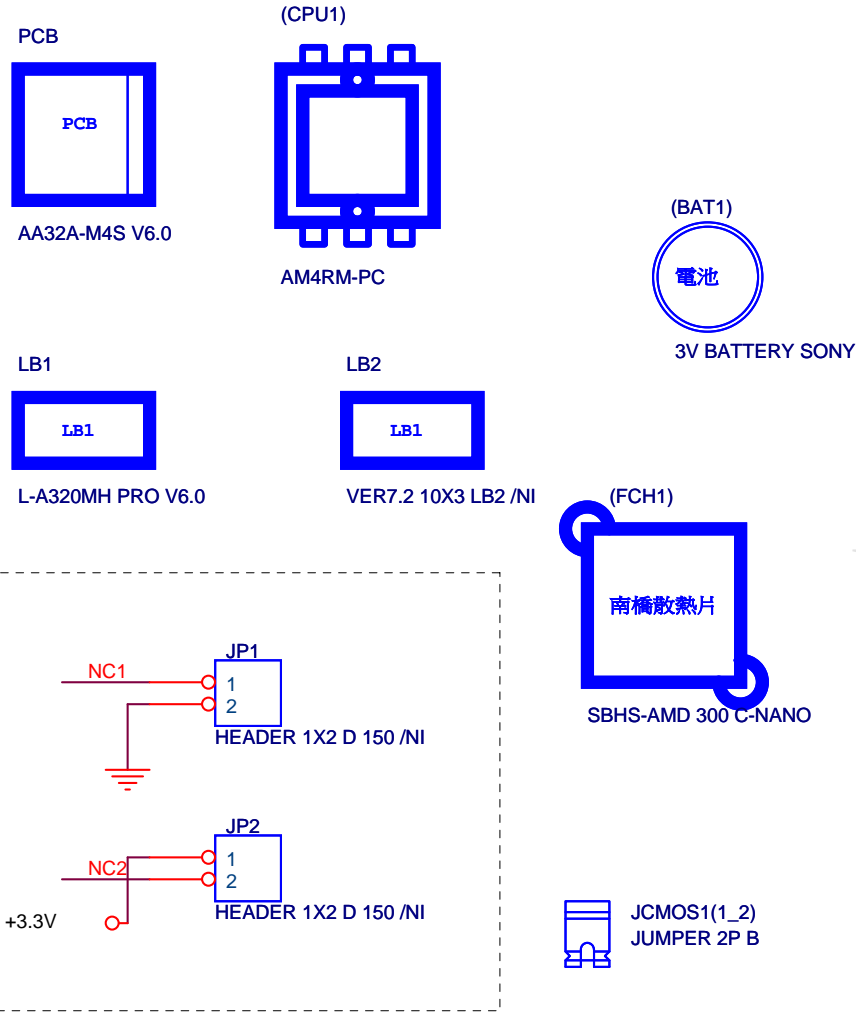 (CPU1)
PCB
PCB
AA32A-M4S V6.0
AM4RM-PC
(BAT1)
電池
3V BATTERY SONY
LB1
LB1
L-A320MH PRO V6.0
LB2
LB1
VER7.2 10X3 LB2 /NI
(FCH1)
南橋散熱片
SBHS-AMD 300 C-NANO
JP1
NC1
1
2
HEADER 1X2 D 150 /NI
JP2
NC2
1
2
HEADER 1X2 D 150 /NI
+3.3V
JCMOS1(1_2)
JUMPER 2P B